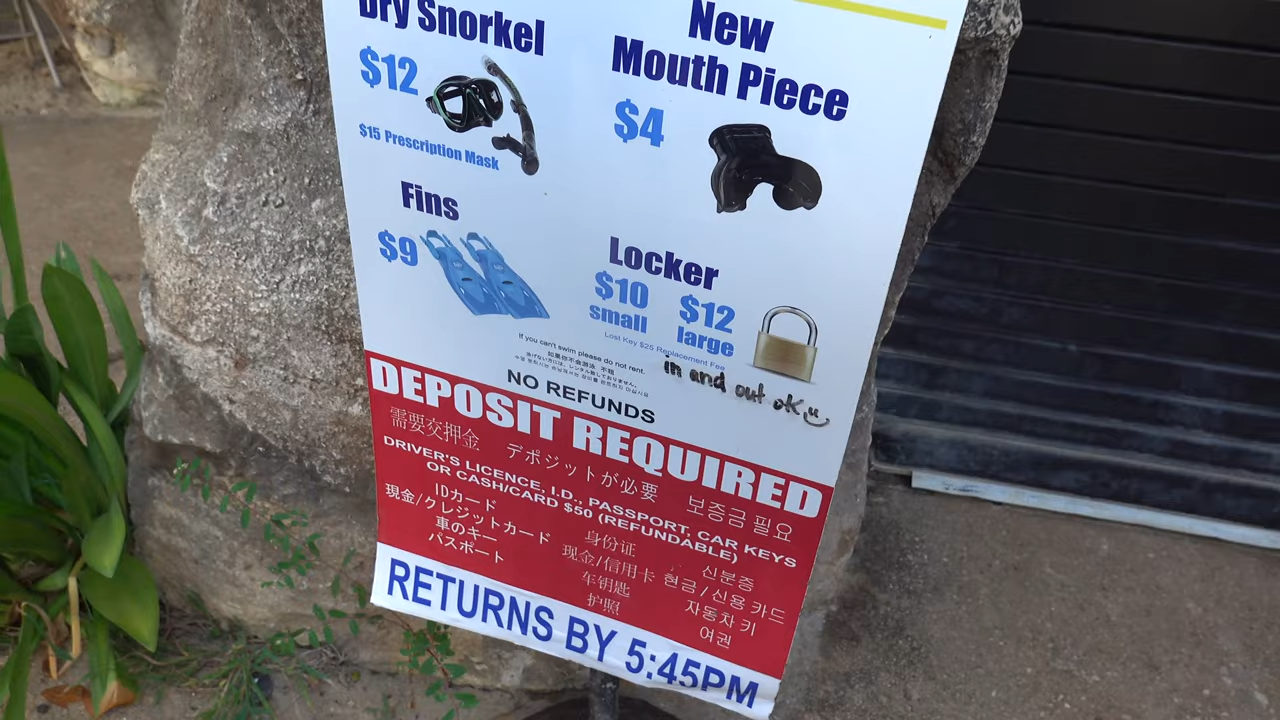 Dry Snorkel
$12
$15 Prescription Mask
New
Mouth Piece
$4
Fins
$9
Locker
$10
small
$12
large
Lost Key $25 Replacement Fee
in and out OK
If you can't swim please do not rent.
NO REFUNDS
DEPOSIT REQUIRED
需要交押金
デポジットが必要
보증금 필요
DRIVER'S LICENCE, I.D., PASSPORT, CAR KEYS
OR CASH/CARD $50 (REFUNDABLE)
IDカード
現金/クレジットカード
車のキー
パスポート
身份证
现金/信用卡
车钥匙
护照
신분증
현금/신용 카드
자동차 키
여권
RETURNS BY 5:45PM